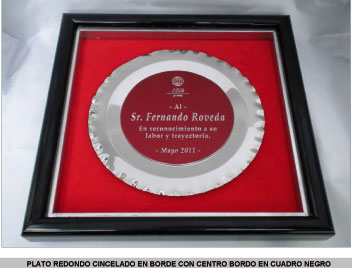 - Al -
Sr. Fernando Roveda
En reconocimiento a su
labor y trayectoria.
- Mayo 2011 -
PLATO REDONDO CINCELADO EN BORDE CON CENTRO BORDO EN CUADRO NEGRO